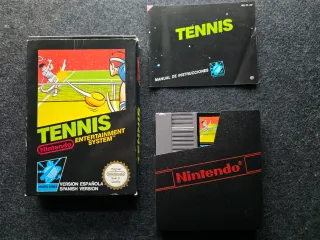 TENNIS
Nintendo
ENTERTAINMENT
SYSTEM
VERSION ESPAÑOLA
SPANISH VERSION
TENNIS
MANUAL DE INSTRUCCIONES
Nintendo